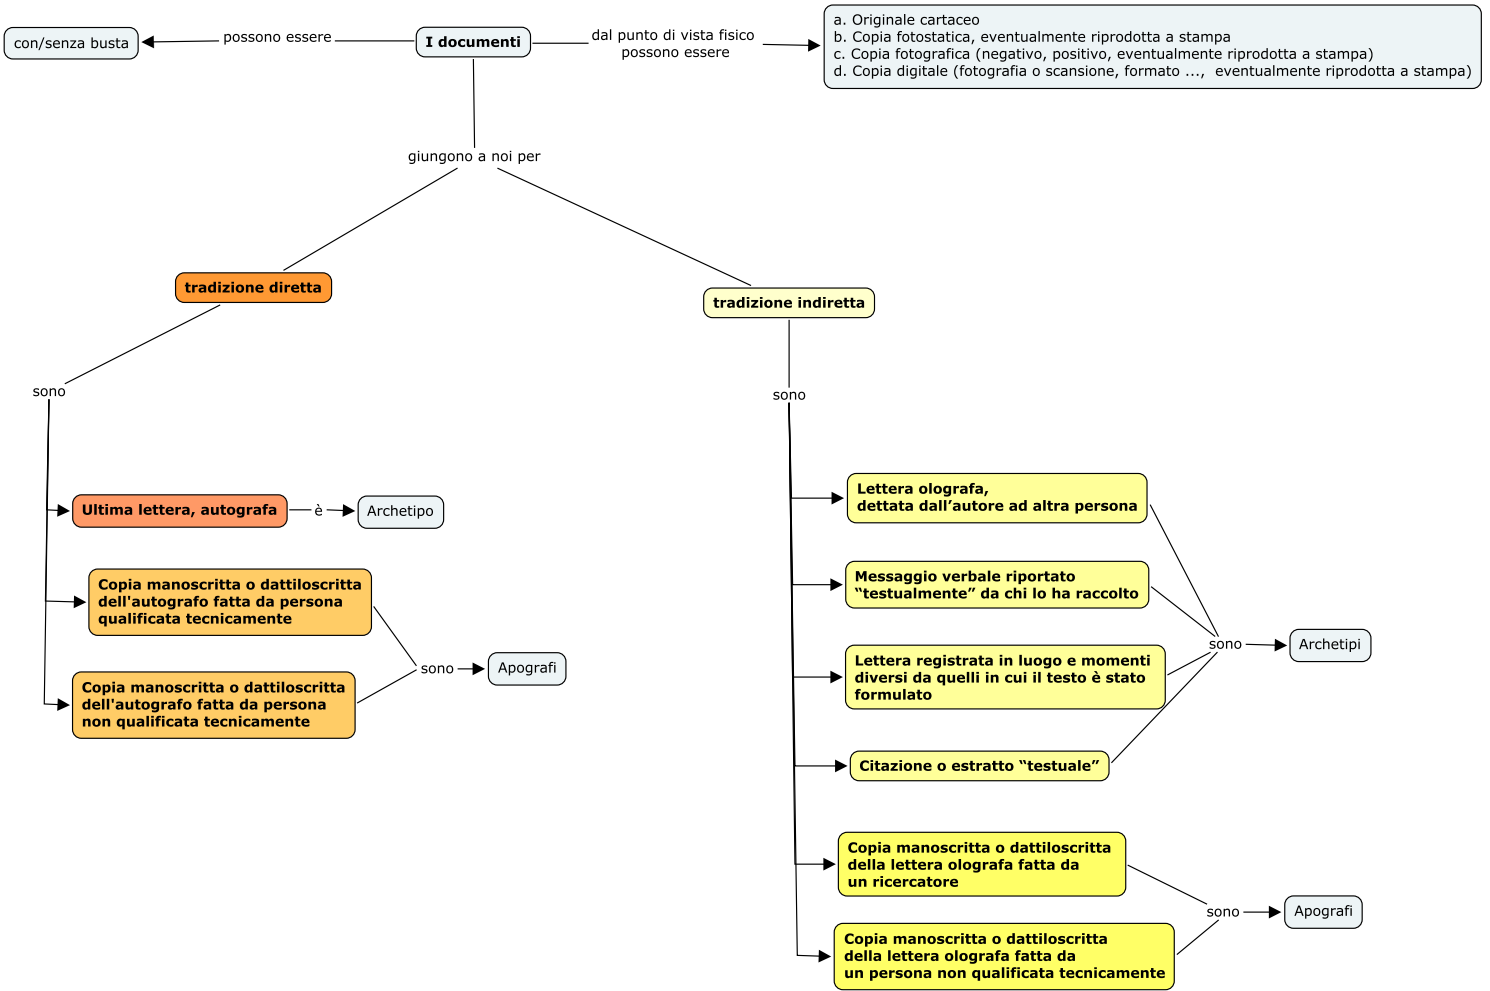 con/senza busta
possono essere
I documenti
dal punto di vista fisico
possono essere
a. Originale cartaceo
b. Copia fotostatica, eventualmente riprodotta a stampa
c. Copia fotografica (negativo, positivo, eventualmente riprodotta a stampa)
d. Copia digitale (fotografia o scansione, formato ..., eventualmente riprodotta a stampa)
giungono a noi per
tradizione diretta
tradizione indiretta
sono
Ultima lettera, autografa
è
Archetipo
Copia manoscritta o dattiloscritta
dell'autografo fatta da persona
qualificata tecnicamente
Copia manoscritta o dattiloscritta
dell'autografo fatta da persona
non qualificata tecnicamente
sono
Apografi
sono
Lettera olografa,
dettata dall’autore ad altra persona
Messaggio verbale riportato
“testualmente” da chi lo ha raccolto
Lettera registrata in luogo e momenti
diversi da quelli in cui il testo è stato
formulato
Citazione o estratto “testuale”
sono
Archetipi
Copia manoscritta o dattiloscritta
della lettera olografa fatta da
un ricercatore
Copia manoscritta o dattiloscritta
della lettera olografa fatta da
un persona non qualificata tecnicamente
sono
Apografi